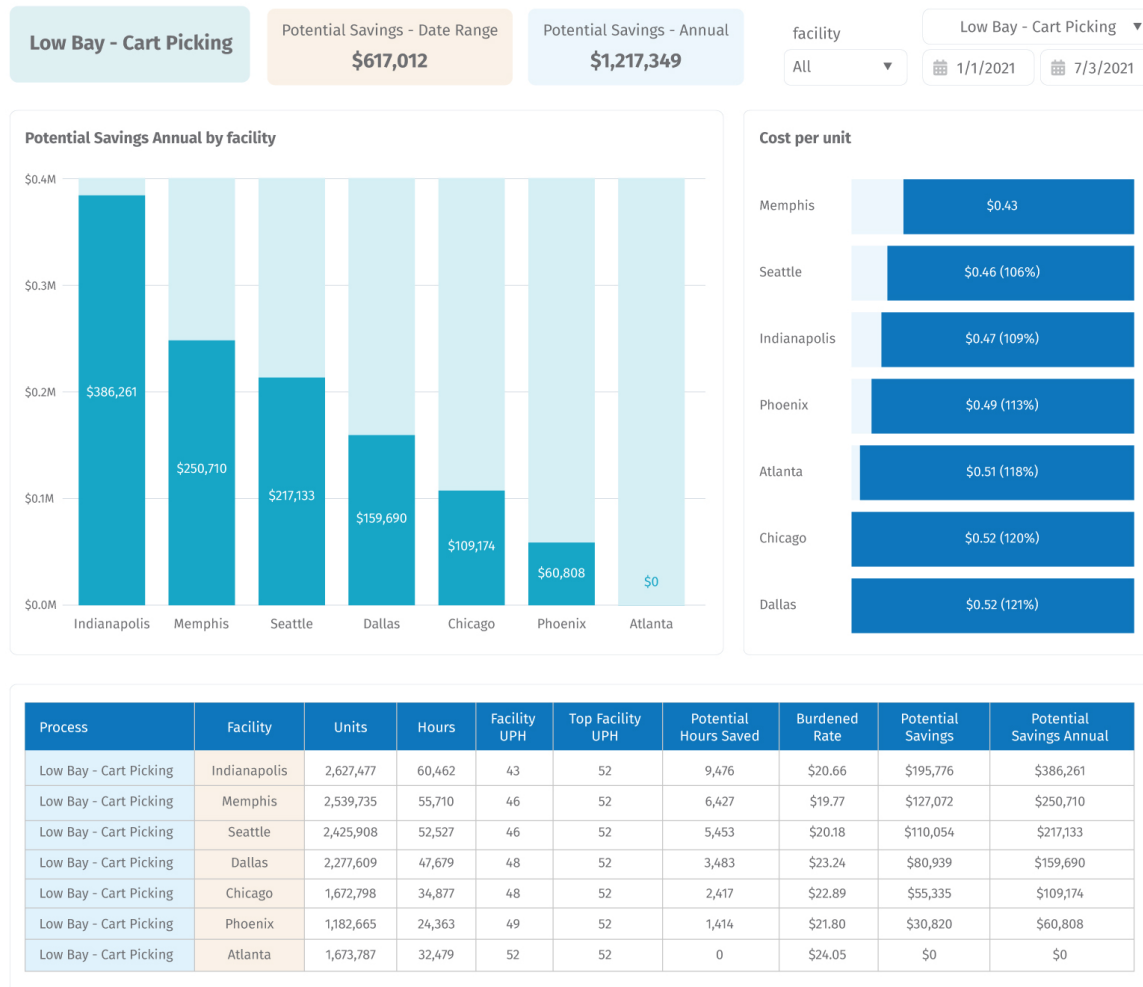 Low Bay - Cart Picking
Potential Savings - Date Range
$617,012
Potential Savings - Annual
$1,217,349
facility
All
Low Bay - Cart Picking
1/1/2021
7/3/2021
Potential Savings Annual by facility
$0.4M
$0.3M
$0.2M
$0.1M
$0.0M
$386,261
$250,710
$217,133
$159,690
$109,174
$60,808
$0
Indianapolis Memphis Seattle Dallas Chicago Phoenix Atlanta
Cost per unit
Memphis $0.43
Seattle $0.46 (106%)
Indianapolis $0.47 (109%)
Phoenix $0.49 (113%)
Atlanta $0.51 (118%)
Chicago $0.52 (120%)
Dallas $0.52 (121%)
Process Facility Units Hours Facility UPH Top Facility UPH Potential Hours Saved Burdened Rate Potential Savings Potential Savings Annual
Low Bay - Cart Picking Indianapolis 2,627,477 60,462 43 52 9,476 $20.66 $195,776 $386,261
Low Bay - Cart Picking Memphis 2,539,735 55,710 46 52 6,427 $19.77 $127,072 $250,710
Low Bay - Cart Picking Seattle 2,425,908 52,527 46 52 5,453 $20.18 $110,054 $217,133
Low Bay - Cart Picking Dallas 2,277,609 47,679 48 52 3,483 $23.24 $80,939 $159,690
Low Bay - Cart Picking Chicago 1,672,798 34,877 48 52 2,417 $22.89 $55,335 $109,174
Low Bay - Cart Picking Phoenix 1,182,665 24,363 49 52 1,414 $21.80 $30,820 $60,808
Low Bay - Cart Picking Atlanta 1,673,787 32,479 52 52 0 $24.05 $0 $0